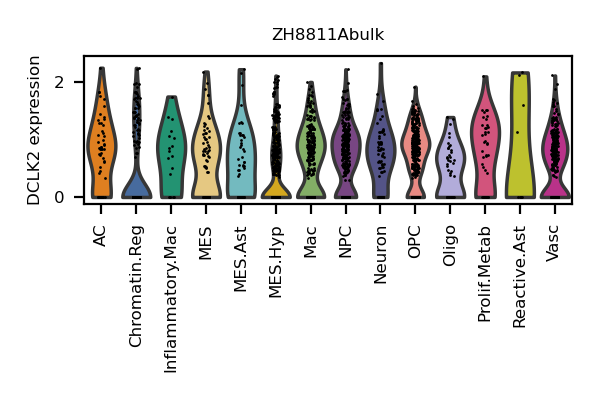 ZH8811Abulk
DCLK2 expression
2
0
AC
Chromatin.Reg
Inflammatory.Mac
MES
MES.Ast
MES.Hyp
Mac
NPC
Neuron
OPC
Oligo
Prolif.Metab
Reactive.Ast
Vasc